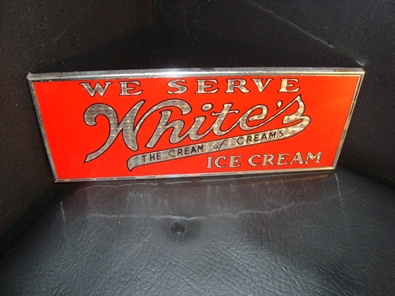 WE SERVE
White's
THE CREAM of CREAMS
ICE CREAM